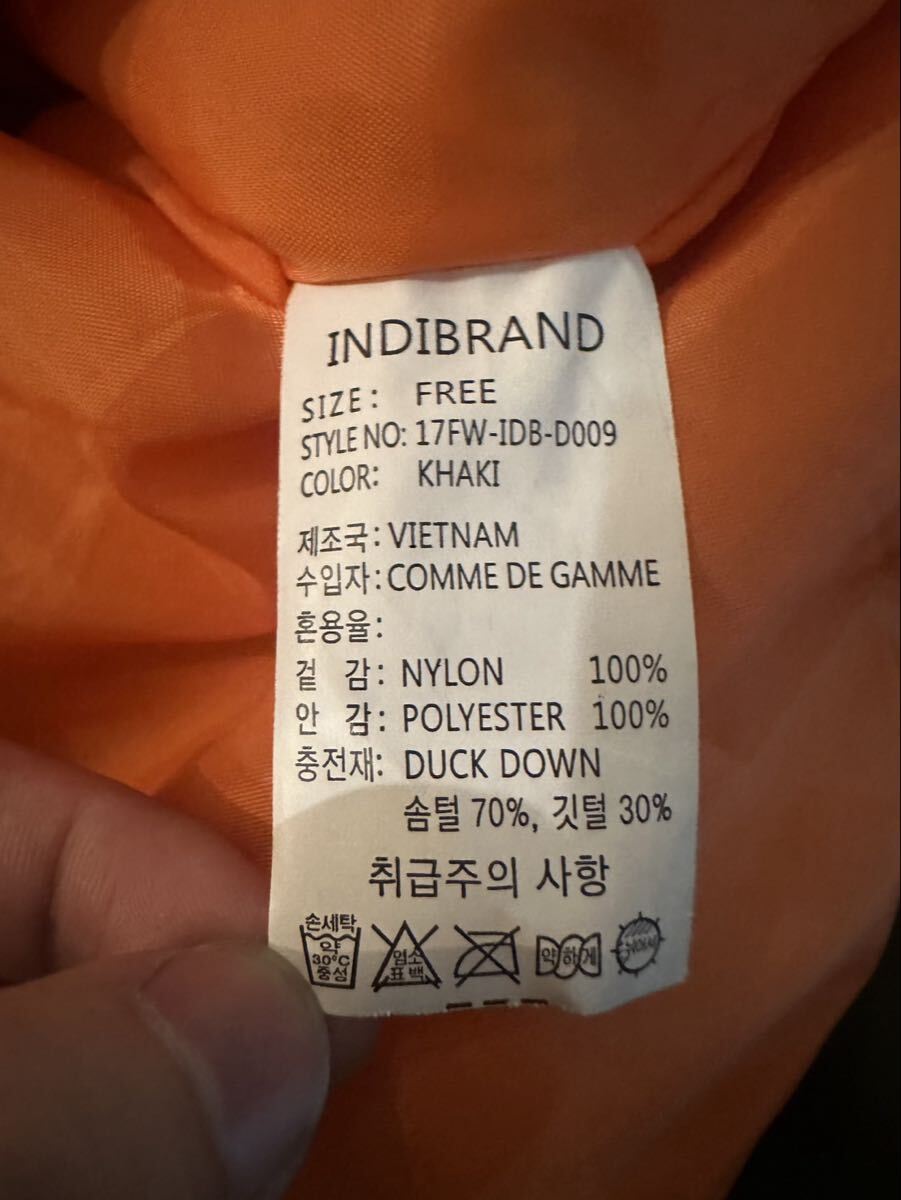 INDIBRAND
SIZE: FREE
STYLE NO: 17FW-IDB-D009
COLOR: KHAKI
제조국: VIETNAM
수입자: COMME DE GAMME
혼용율:
겉 감: NYLON 100%
안 감: POLYESTER 100%
충전재: DUCK DOWN
솜털 70%, 깃털 30%
취급주의 사항
손세탁
약
30°C
중성
염소
표백
약하게